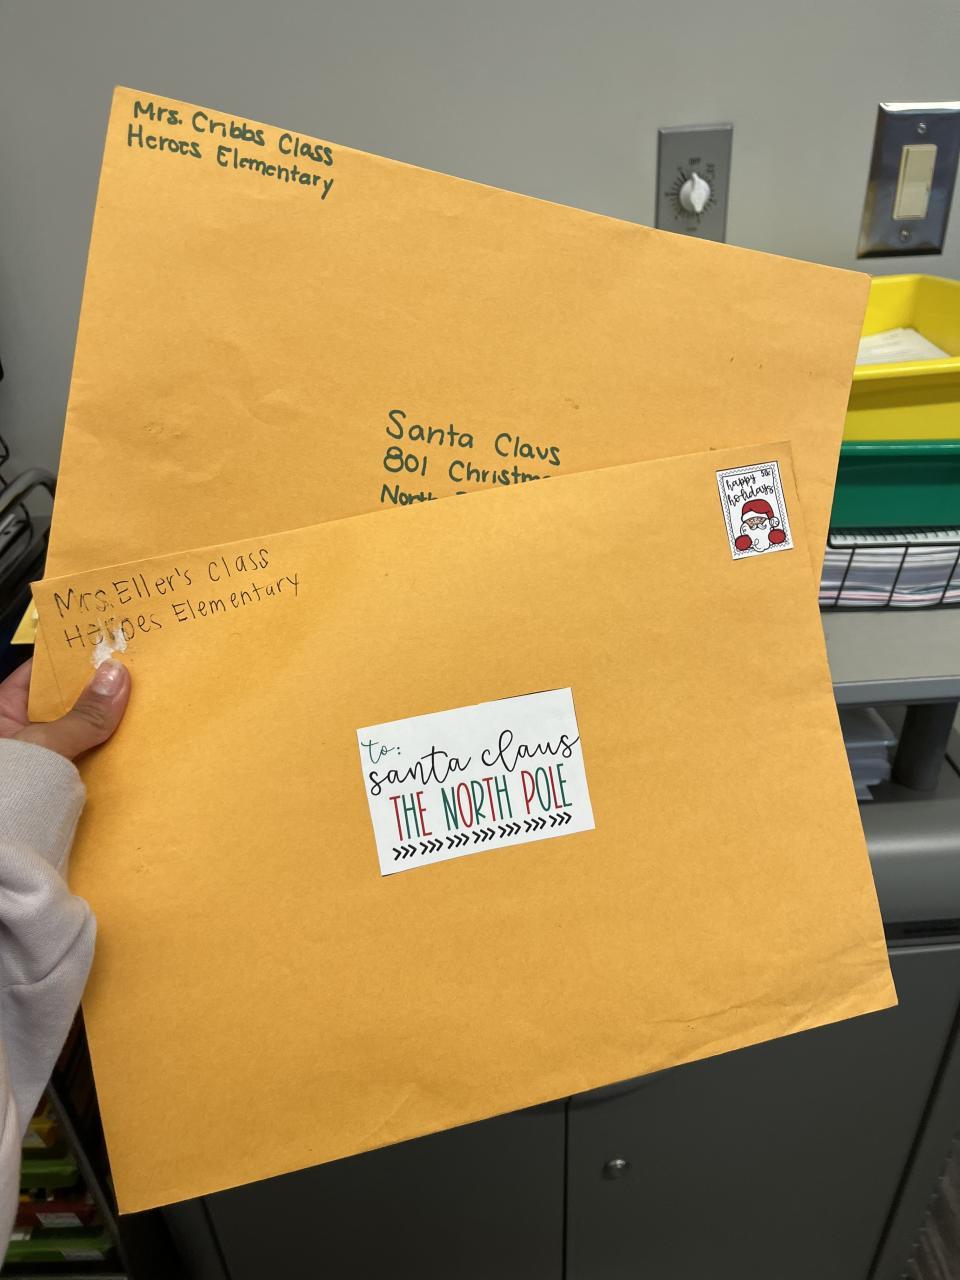 Mrs. Cribbs Class
Heroes Elementary
Santa Claus
801
North
Mrs. Eller's Class
Heroes Elementary
happy
holidays
to:
santa claus
THE NORTH POLE